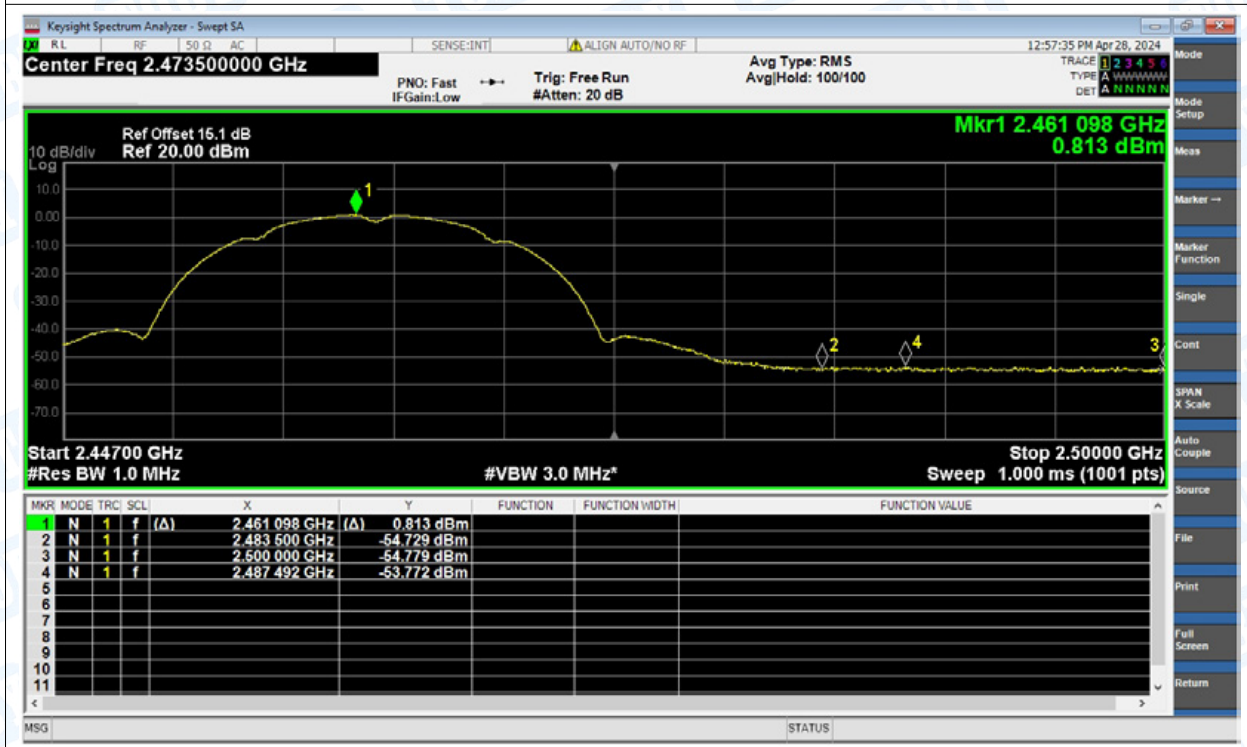 Keysight Spectrum Analyzer - Swept SA
RL RF 50 Ω AC SENSE:INT ALIGN AUTO/NO RF 12:57:35 PM Apr 28, 2024
Center Freq 2.473500000 GHz
PNO: Fast
IFGain:Low
Trig: Free Run
#Atten: 20 dB
Avg Type: RMS
Avg|Hold: 100/100
TRACE 1 2 3 4 5 6
TYPE A WWWWW
DET A N N N N N
Ref Offset 15.1 dB
Ref 20.00 dBm
10 dB/div
Log
Mkr1 2.461 098 GHz
0.813 dBm
10.0
0.00
-10.0
-20.0
-30.0
-40.0
-50.0
-60.0
-70.0
1
2
4
3
Start 2.44700 GHz
Stop 2.50000 GHz
#Res BW 1.0 MHz
#VBW 3.0 MHz*
Sweep 1.000 ms (1001 pts)
MKR MODE TRC SCL X Y FUNCTION FUNCTION WIDTH FUNCTION VALUE
1 N 1 f (Δ) 2.461 098 GHz (Δ) 0.813 dBm
2 N 1 f 2.483 500 GHz -54.729 dBm
3 N 1 f 2.500 000 GHz -54.779 dBm
4 N 1 f 2.487 492 GHz -53.772 dBm
5
6
7
8
9
10
11
MSG
STATUS
Mode
Mode
Setup
Meas
Marker →
Marker
Function
Single
Cont
SPAN
X Scale
Auto
Couple
Source
File
Print
Full
Screen
Return